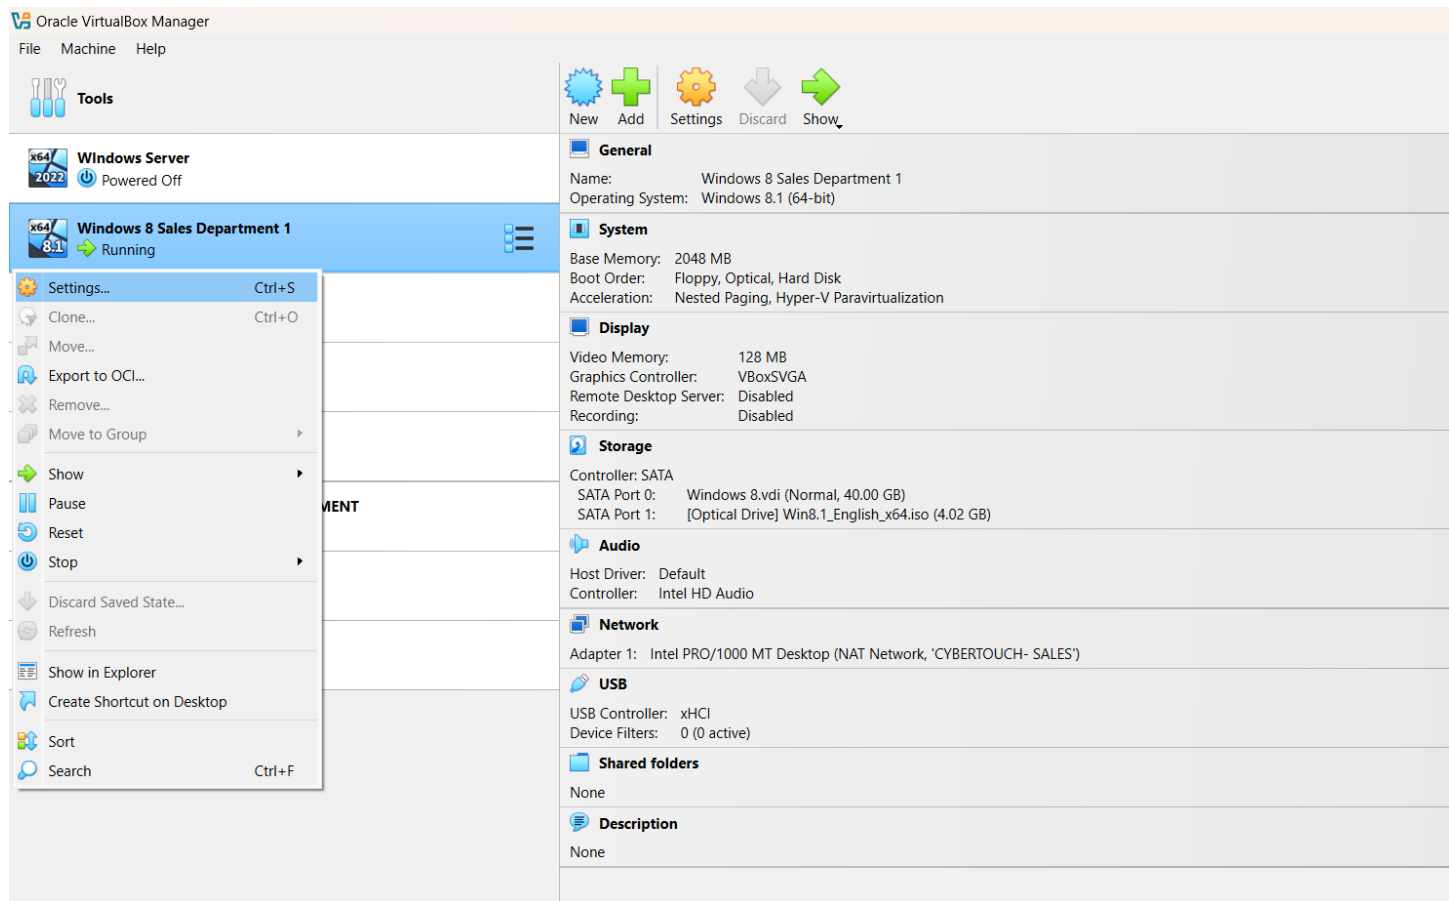 Oracle VirtualBox Manager
File Machine Help
Tools
WIndows Server
Powered Off
x64
2022
Windows 8 Sales Department 1
Running
x64
8.1
Settings... Ctrl+S
Clone... Ctrl+O
Move...
Export to OCI...
Remove...
Move to Group
Show
Pause
Reset
Stop
Discard Saved State...
Refresh
Show in Explorer
Create Shortcut on Desktop
Sort
Search Ctrl+F
MENT
New Add Settings Discard Show
General
Name: Windows 8 Sales Department 1
Operating System: Windows 8.1 (64-bit)
System
Base Memory: 2048 MB
Boot Order: Floppy, Optical, Hard Disk
Acceleration: Nested Paging, Hyper-V Paravirtualization
Display
Video Memory: 128 MB
Graphics Controller: VBoxSVGA
Remote Desktop Server: Disabled
Recording: Disabled
Storage
Controller: SATA
SATA Port 0: Windows 8.vdi (Normal, 40.00 GB)
SATA Port 1: [Optical Drive] Win8.1_English_x64.iso (4.02 GB)
Audio
Host Driver: Default
Controller: Intel HD Audio
Network
Adapter 1: Intel PRO/1000 MT Desktop (NAT Network, 'CYBERTOUCH- SALES')
USB
USB Controller: xHCI
Device Filters: 0 (0 active)
Shared folders
None
Description
None